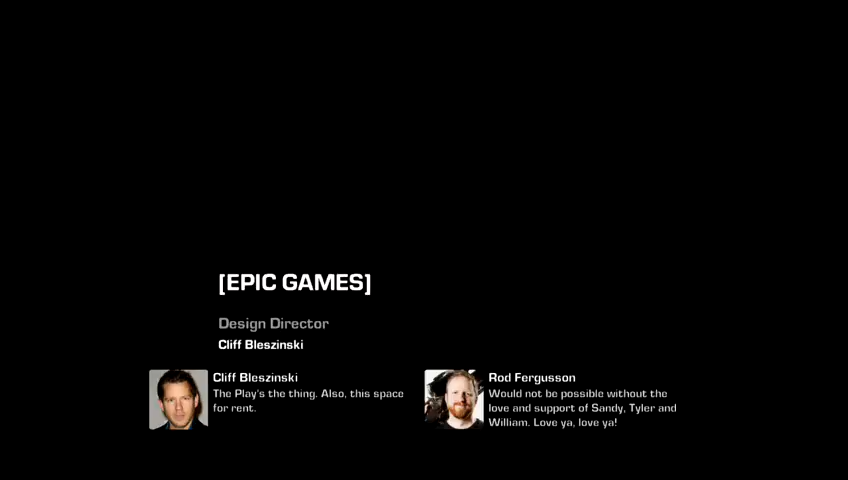 [EPIC GAMES]
Design Director
Cliff Bleszinski
Cliff Bleszinski
The Play's the thing. Also, this space
for rent.
Rod Fergusson
Would not be possible without the
love and support of Sandy, Tyler and
William. Love ya, love ya!